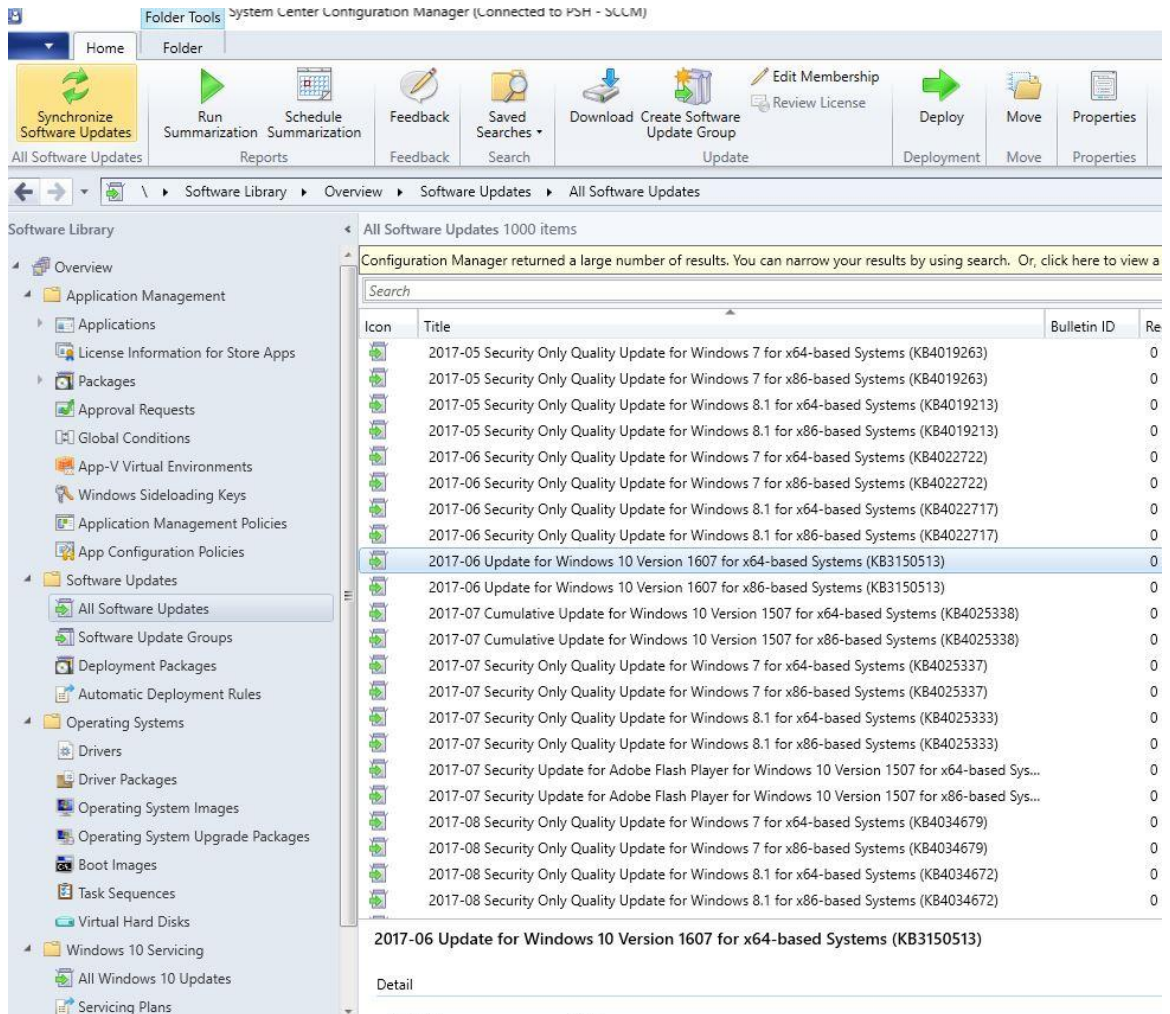 Folder Tools System Center Configuration Manager (Connected to PSH - SCCM)
Home Folder
Synchronize Software Updates
Run Summarization
Schedule Summarization
Feedback
Saved Searches
Download
Create Software Update Group
Edit Membership
Review License
Deploy
Move
Properties
All Software Updates Reports Feedback Search Update Deployment Move Properties
\ Software Library Overview Software Updates All Software Updates
Software Library
Overview
Application Management
Applications
License Information for Store Apps
Packages
Approval Requests
Global Conditions
App-V Virtual Environments
Windows Sideloading Keys
Application Management Policies
App Configuration Policies
Software Updates
All Software Updates
Software Update Groups
Deployment Packages
Automatic Deployment Rules
Operating Systems
Drivers
Driver Packages
Operating System Images
Operating System Upgrade Packages
Boot Images
Task Sequences
Virtual Hard Disks
Windows 10 Servicing
All Windows 10 Updates
Servicing Plans
All Software Updates 1000 items
Configuration Manager returned a large number of results. You can narrow your results by using search. Or, click here to view a
Search
Icon Title Bulletin ID Re
2017-05 Security Only Quality Update for Windows 7 for x64-based Systems (KB4019263) 0
2017-05 Security Only Quality Update for Windows 7 for x86-based Systems (KB4019263) 0
2017-05 Security Only Quality Update for Windows 8.1 for x64-based Systems (KB4019213) 0
2017-05 Security Only Quality Update for Windows 8.1 for x86-based Systems (KB4019213) 0
2017-06 Security Only Quality Update for Windows 7 for x64-based Systems (KB4022722) 0
2017-06 Security Only Quality Update for Windows 7 for x86-based Systems (KB4022722) 0
2017-06 Security Only Quality Update for Windows 8.1 for x64-based Systems (KB4022717) 0
2017-06 Security Only Quality Update for Windows 8.1 for x86-based Systems (KB4022717) 0
2017-06 Update for Windows 10 Version 1607 for x64-based Systems (KB3150513) 0
2017-06 Update for Windows 10 Version 1607 for x86-based Systems (KB3150513) 0
2017-07 Cumulative Update for Windows 10 Version 1507 for x64-based Systems (KB4025338) 0
2017-07 Cumulative Update for Windows 10 Version 1507 for x86-based Systems (KB4025338) 0
2017-07 Security Only Quality Update for Windows 7 for x64-based Systems (KB4025337) 0
2017-07 Security Only Quality Update for Windows 7 for x86-based Systems (KB4025337) 0
2017-07 Security Only Quality Update for Windows 8.1 for x64-based Systems (KB4025333) 0
2017-07 Security Only Quality Update for Windows 8.1 for x86-based Systems (KB4025333) 0
2017-07 Security Update for Adobe Flash Player for Windows 10 Version 1507 for x64-based Sys... 0
2017-07 Security Update for Adobe Flash Player for Windows 10 Version 1507 for x86-based Sys... 0
2017-08 Security Only Quality Update for Windows 7 for x64-based Systems (KB4034679) 0
2017-08 Security Only Quality Update for Windows 7 for x86-based Systems (KB4034679) 0
2017-08 Security Only Quality Update for Windows 8.1 for x64-based Systems (KB4034672) 0
2017-08 Security Only Quality Update for Windows 8.1 for x86-based Systems (KB4034672) 0
2017-06 Update for Windows 10 Version 1607 for x64-based Systems (KB3150513)
Detail